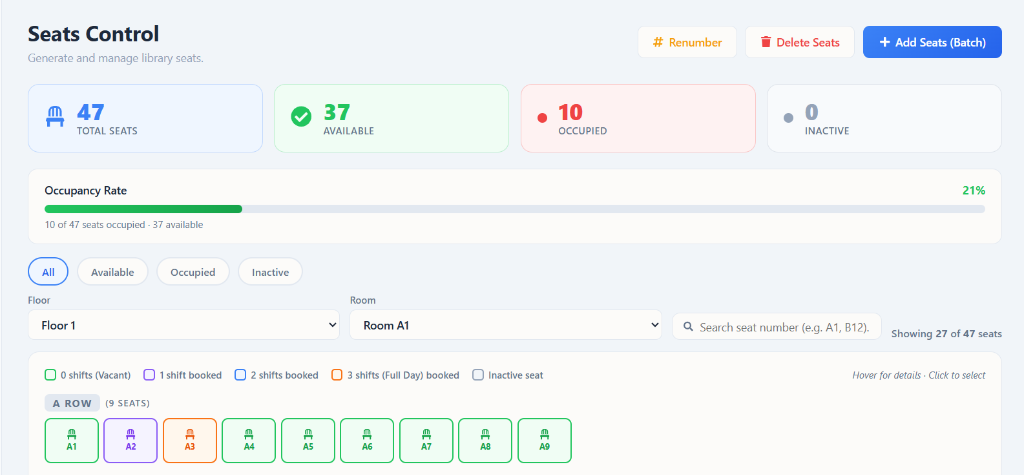 Seats Control
Generate and manage library seats.
# Renumber
Delete Seats
+ Add Seats (Batch)
47
TOTAL SEATS
37
AVAILABLE
10
OCCUPIED
0
INACTIVE
Occupancy Rate
21%
10 of 47 seats occupied · 37 available
All
Available
Occupied
Inactive
Floor
Room
Floor 1
Room A1
Search seat number (e.g. A1, B12).
Showing 27 of 47 seats
0 shifts (Vacant)
1 shift booked
2 shifts booked
3 shifts (Full Day) booked
Inactive seat
Hover for details · Click to select
A ROW (9 SEATS)
A1
A2
A3
A4
A5
A6
A7
A8
A9